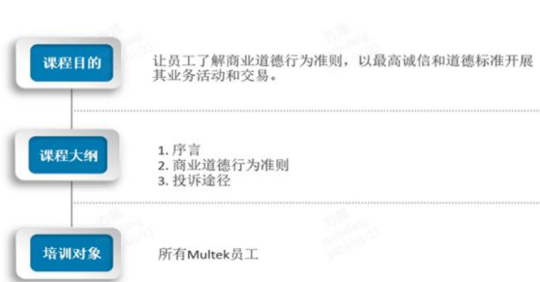 课程目的
让员工了解商业道德行为准则，以最高诚信和道德标准开展
其业务活动和交易。
课程大纲
1. 序言
2. 商业道德行为准则
3. 投诉途径
培训对象
所有Multek员工